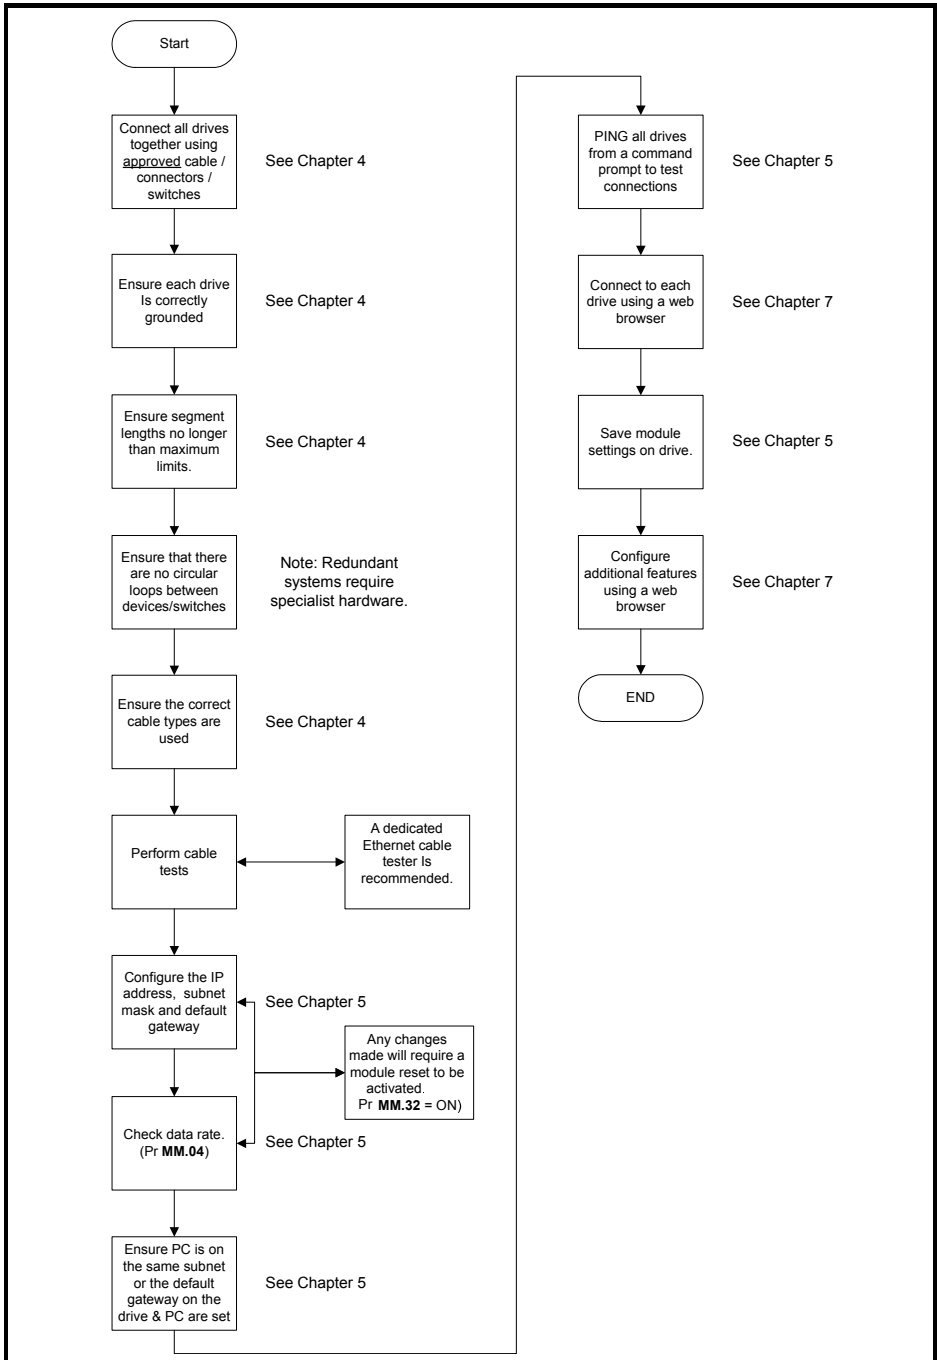 Start
Connect all drives
together using
approved cable /
connectors /
switches
See Chapter 4
Ensure each drive
Is correctly
grounded
See Chapter 4
Ensure segment
lengths no longer
than maximum
limits.
See Chapter 4
Ensure that there
are no circular
loops between
devices/switches
Note: Redundant
systems require
specialist hardware.
Ensure the correct
cable types are
used
See Chapter 4
Perform cable
tests
A dedicated
Ethernet cable
tester Is
recommended.
Configure the IP
address, subnet
mask and default
gateway
See Chapter 5
Any changes
made will require a
module reset to be
activated.
Pr MM.32 = ON)
Check data rate.
(Pr MM.04)
See Chapter 5
Ensure PC is on
the same subnet
or the default
gateway on the
drive & PC are set
See Chapter 5
PING all drives
from a command
prompt to test
connections
See Chapter 5
Connect to each
drive using a web
browser
See Chapter 7
Save module
settings on drive.
See Chapter 5
Configure
additional features
using a web
browser
See Chapter 7
END